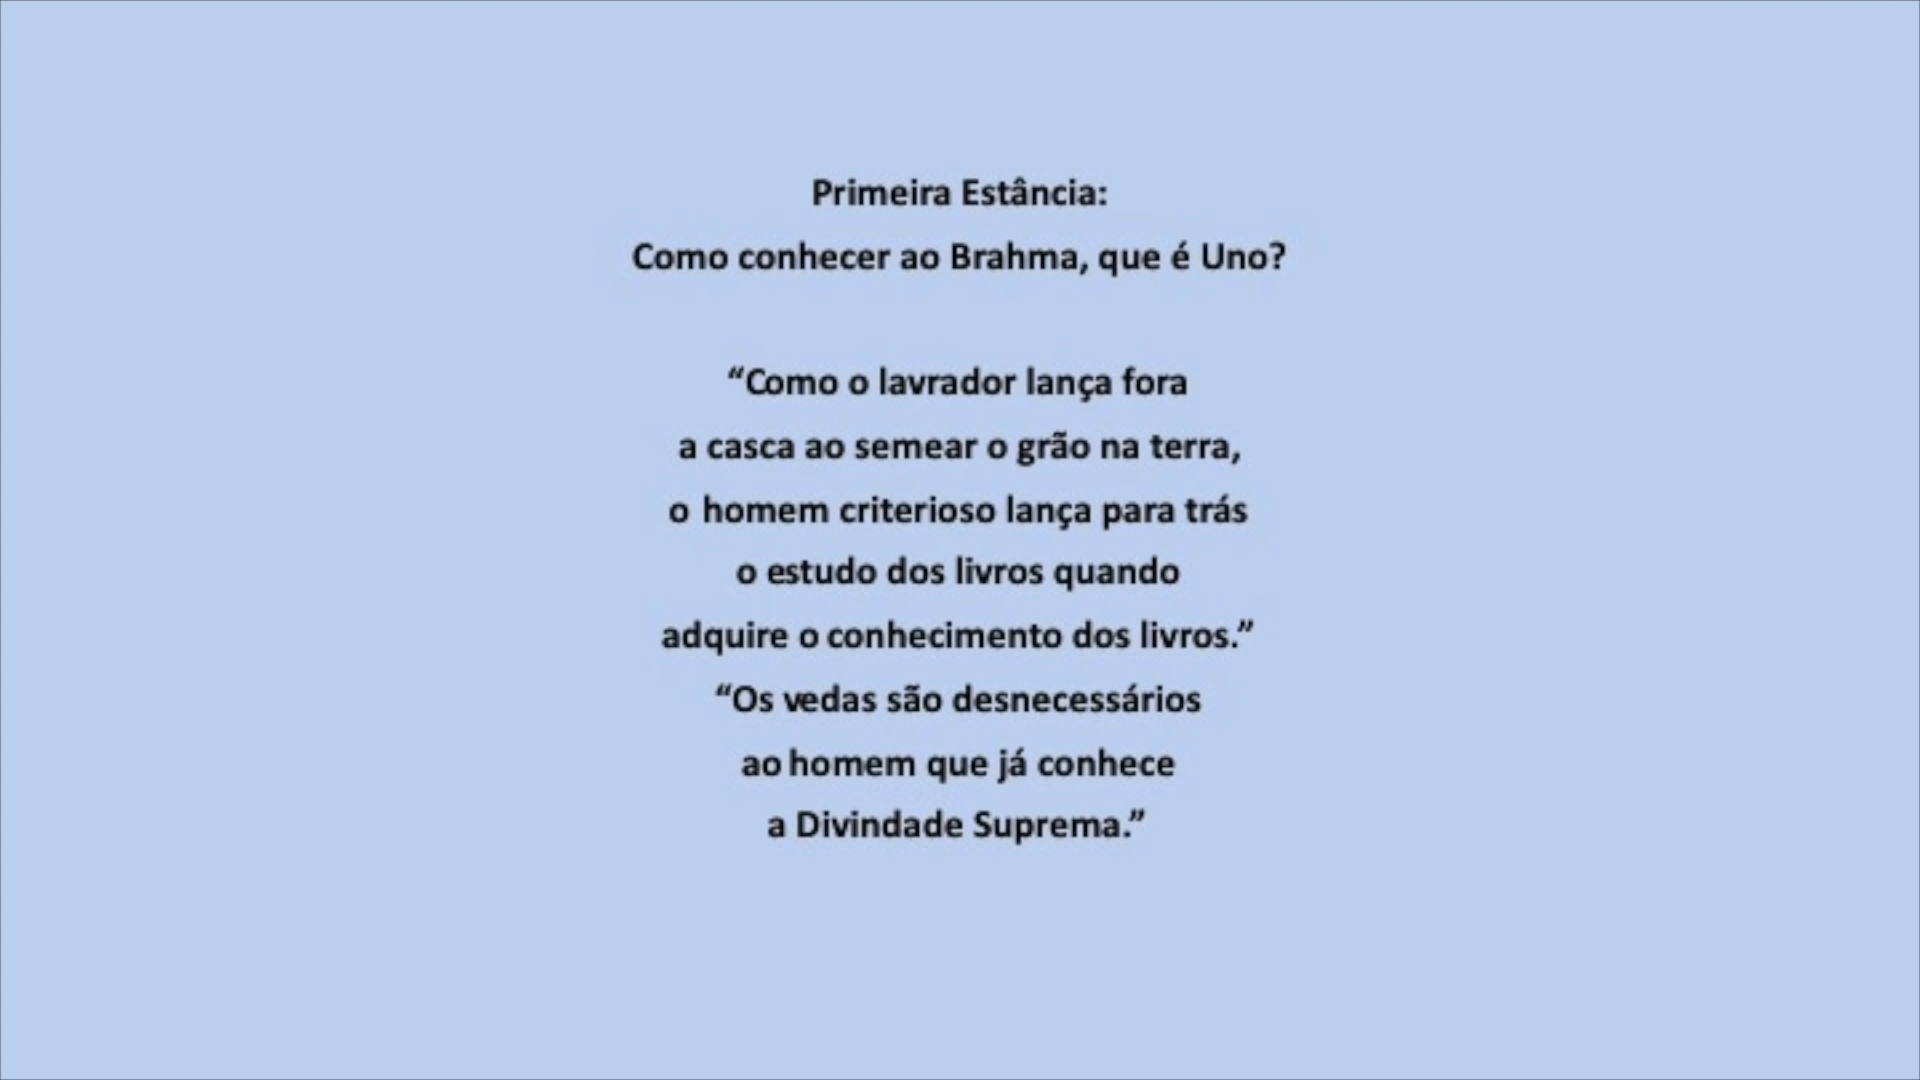 Primeira Estância:
Como conhecer ao Brahma, que é Uno?
“Como o lavrador lança fora
a casca ao semear o grão na terra,
o homem criterioso lança para trás
o estudo dos livros quando
adquire o conhecimento dos livros.”
“Os vedas são desnecessários
ao homem que já conhece
a Divindade Suprema.”